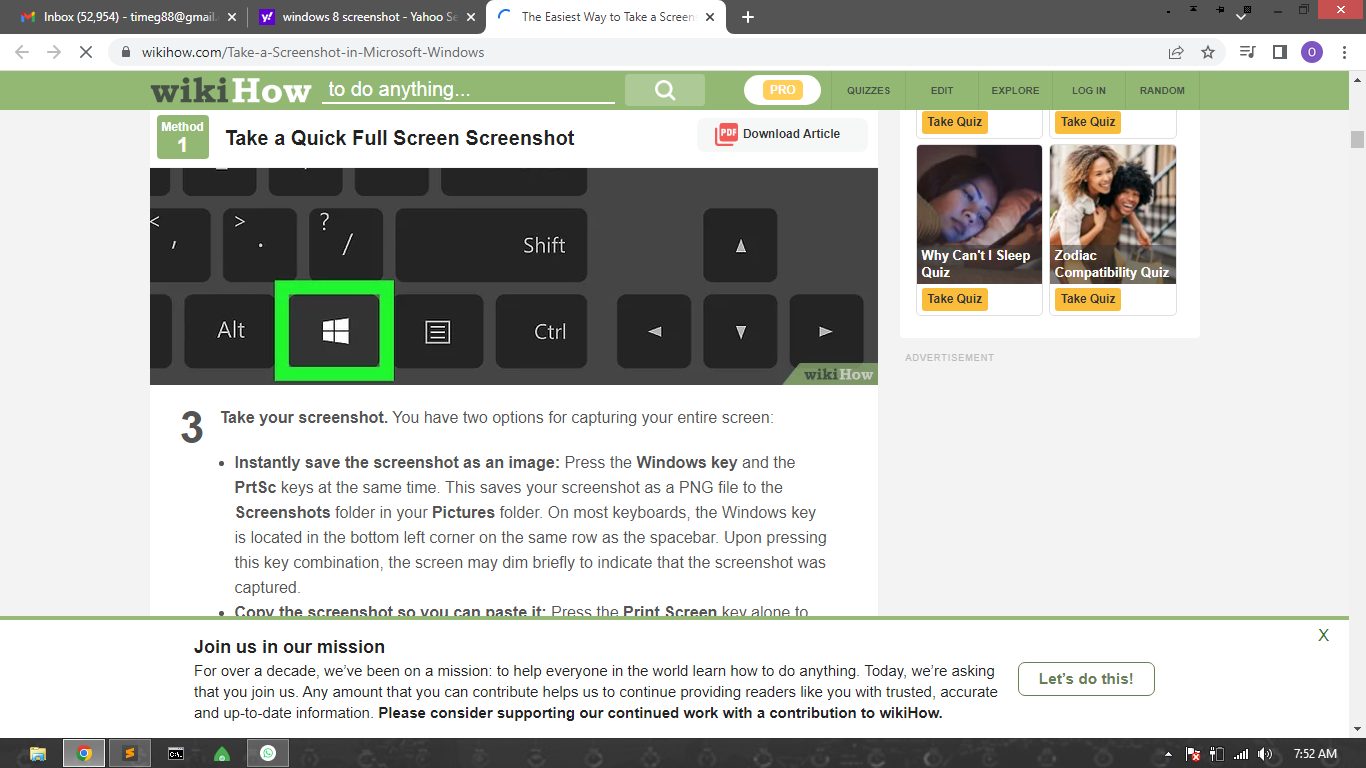 Inbox (52,954) - timeg88@gmail.
windows 8 screenshot - Yahoo Se
The Easiest Way to Take a Screen
wikihow.com/Take-a-Screenshot-in-Microsoft-Windows
O
wikiHow to do anything...
PRO
QUIZZES
EDIT
EXPLORE
LOG IN
RANDOM
Method
1
Take a Quick Full Screen Screenshot
PDF Download Article
< ,
> .
? /
Shift
Alt
Ctrl
wikiHow
3
Take your screenshot. You have two options for capturing your entire screen:
• Instantly save the screenshot as an image: Press the Windows key and the
PrtSc keys at the same time. This saves your screenshot as a PNG file to the
Screenshots folder in your Pictures folder. On most keyboards, the Windows key
is located in the bottom left corner on the same row as the spacebar. Upon pressing
this key combination, the screen may dim briefly to indicate that the screenshot was
captured.
• Copy the screenshot so you can paste it: Press the Print Screen key alone to
Take Quiz
Take Quiz
Why Can't I Sleep
Quiz
Take Quiz
Zodiac
Compatibility Quiz
Take Quiz
ADVERTISEMENT
X
Join us in our mission
For over a decade, we've been on a mission: to help everyone in the world learn how to do anything. Today, we're asking
that you join us. Any amount that you can contribute helps us to continue providing readers like you with trusted, accurate
and up-to-date information. Please consider supporting our continued work with a contribution to wikiHow.
Let's do this!
7:52 AM